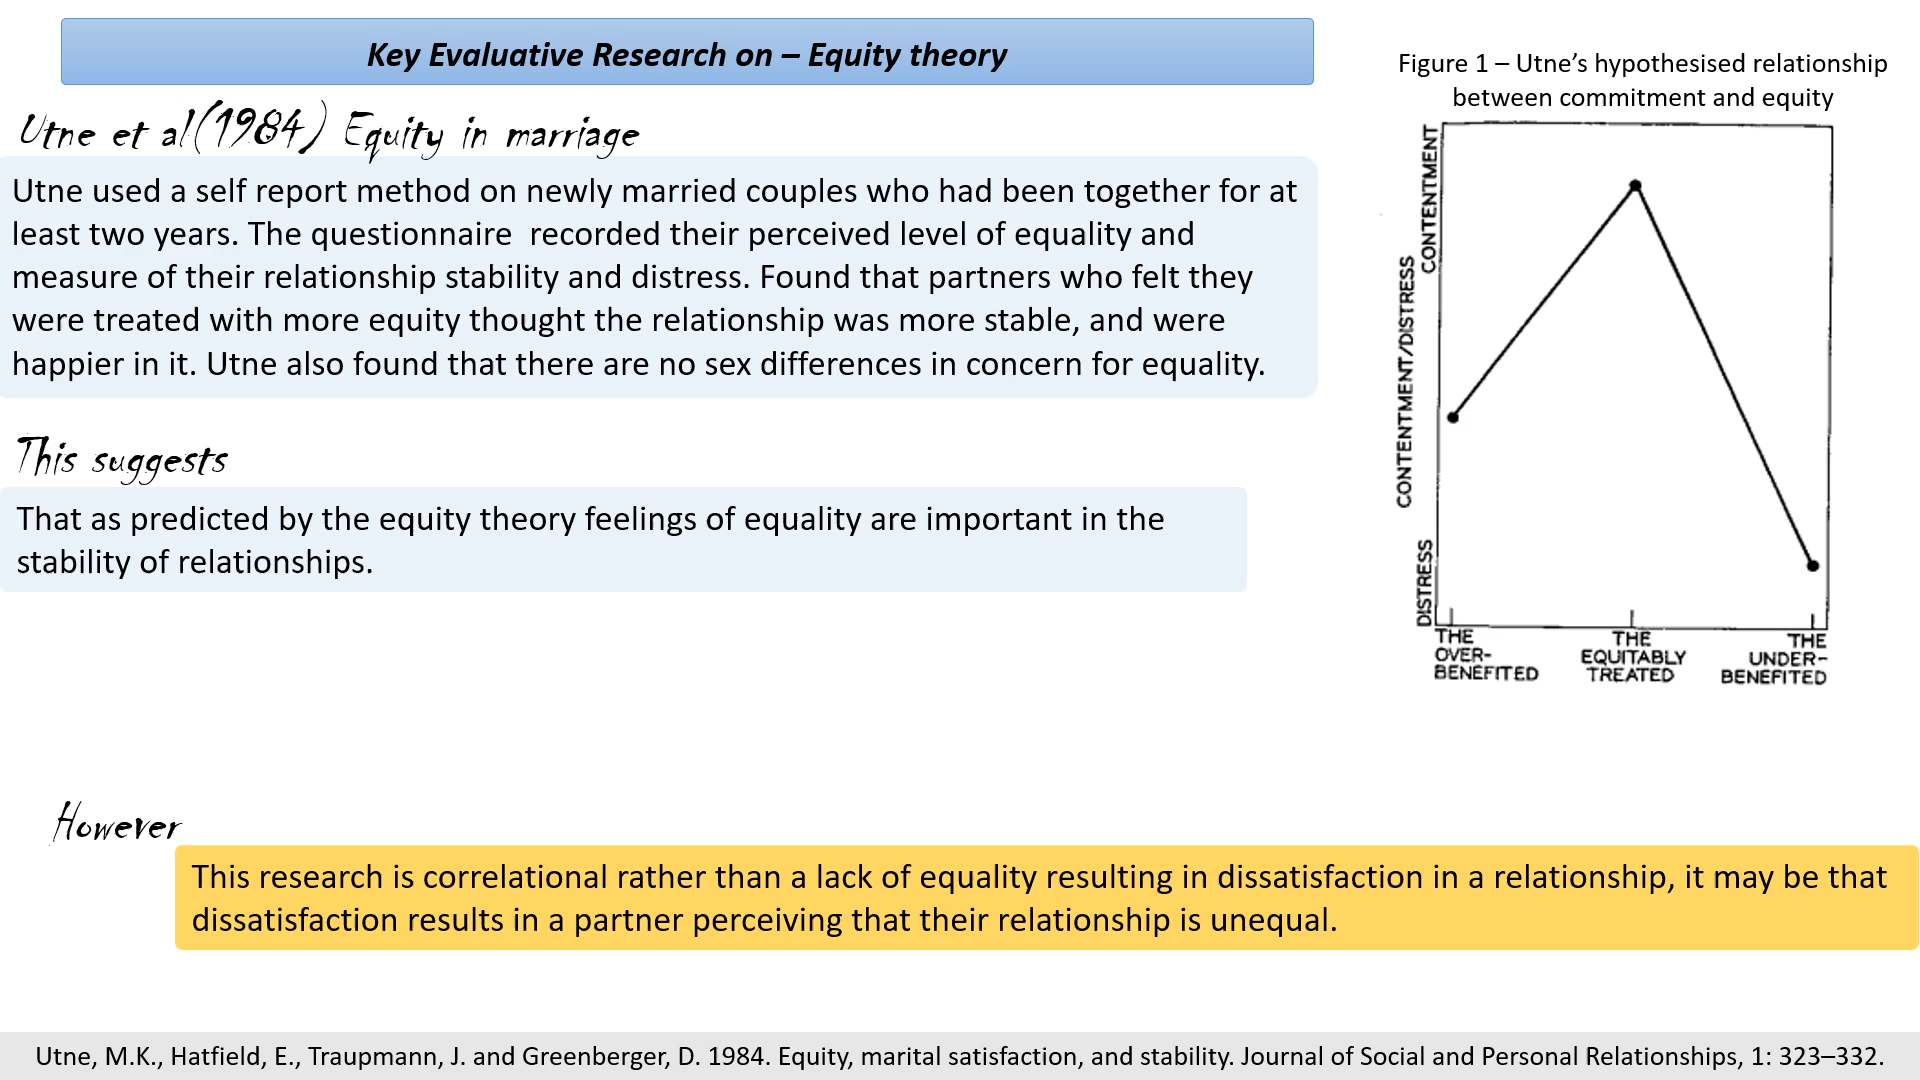 Key Evaluative Research on – Equity theory
Utne et al(1984) Equity in marriage
Utne used a self report method on newly married couples who had been together for at
least two years. The questionnaire  recorded their perceived level of equality and
measure of their relationship stability and distress. Found that partners who felt they
were treated with more equity thought the relationship was more stable, and were
happier in it. Utne also found that there are no sex differences in concern for equality.
This suggests
That as predicted by the equity theory feelings of equality are important in the
stability of relationships.
Figure 1 – Utne’s hypothesised relationship
between commitment and equity
CONTENTMENT
CONTENTMENT/DISTRESS
DISTRESS
THE
OVER-
BENEFITED
THE
EQUITABLY
TREATED
THE
UNDER-
BENEFITED
However
This research is correlational rather than a lack of equality resulting in dissatisfaction in a relationship, it may be that
dissatisfaction results in a partner perceiving that their relationship is unequal.
Utne, M.K., Hatfield, E., Traupmann, J. and Greenberger, D. 1984. Equity, marital satisfaction, and stability. Journal of Social and Personal Relationships, 1: 323–332.